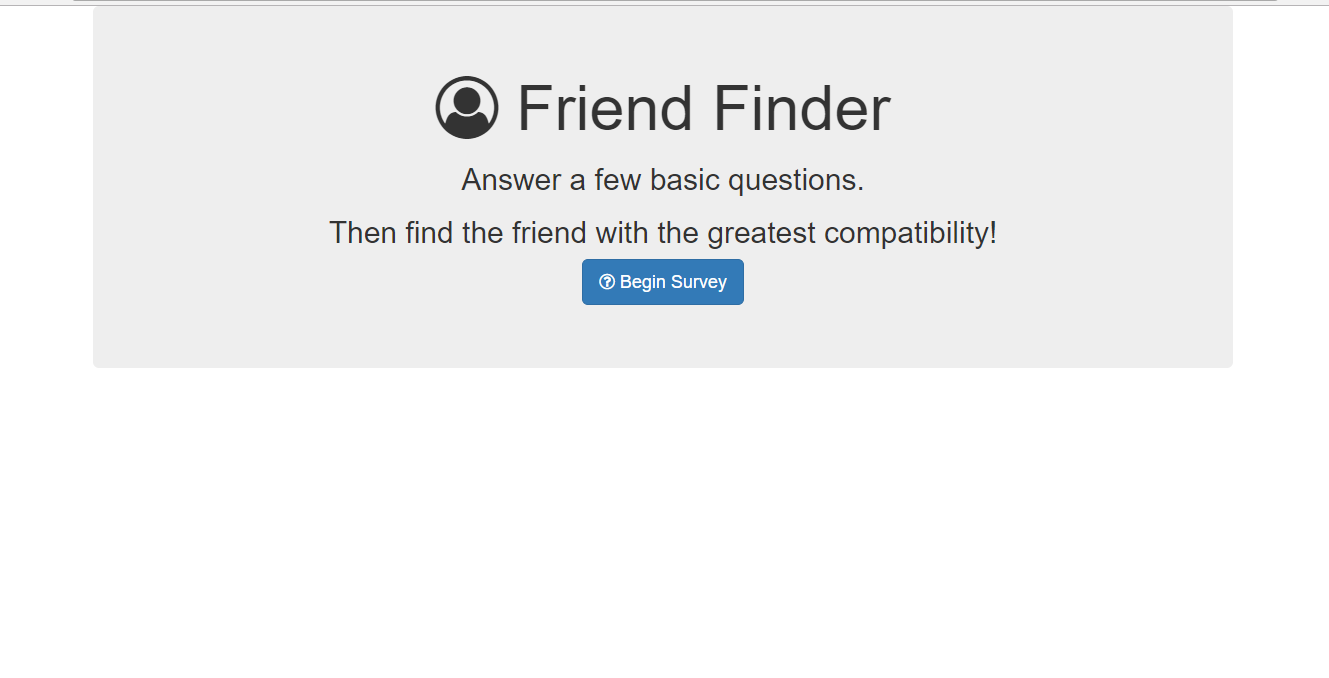 Friend Finder
Answer a few basic questions.
Then find the friend with the greatest compatibility!
Begin Survey